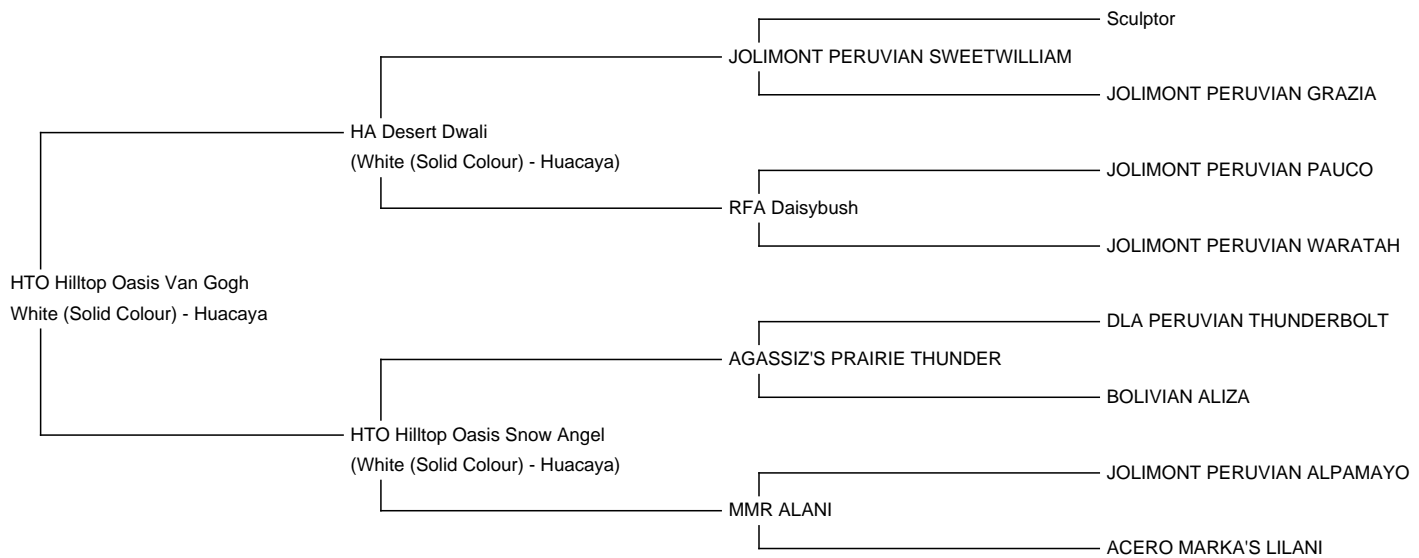 Sculptor
JOLIMONT PERUVIAN SWEETWILLIAM
JOLIMONT PERUVIAN GRAZIA
HA Desert Dwali
(White (Solid Colour) - Huacaya)
JOLIMONT PERUVIAN PAUCO
RFA Daisybush
JOLIMONT PERUVIAN WARATAH
HTO Hilltop Oasis Van Gogh
White (Solid Colour) - Huacaya
DLA PERUVIAN THUNDERBOLT
AGASSIZ'S PRAIRIE THUNDER
BOLIVIAN ALIZA
HTO Hilltop Oasis Snow Angel
(White (Solid Colour) - Huacaya)
JOLIMONT PERUVIAN ALPAMAYO
MMR ALANI
ACERO MARKA'S LILANI